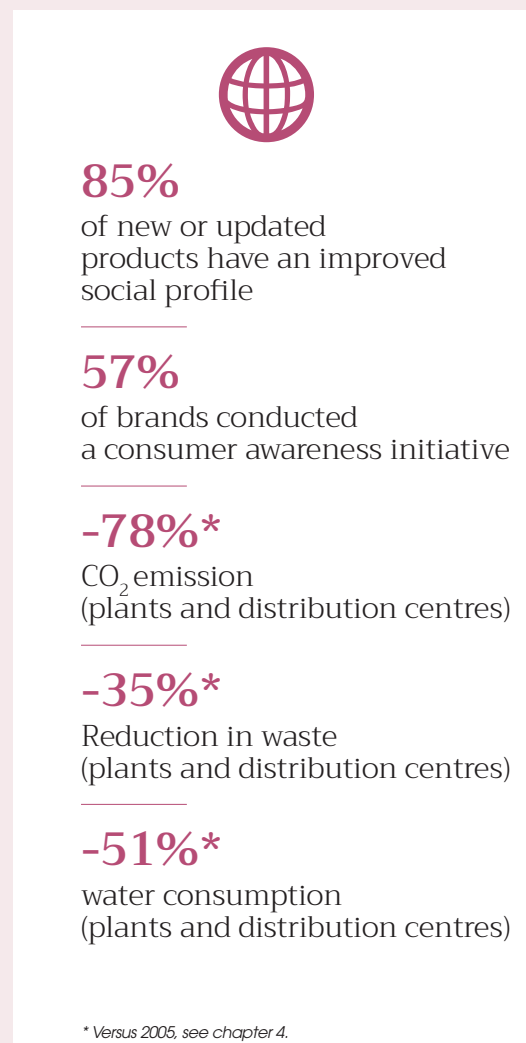 85%
of new or updated
products have an improved
social profile
57%
of brands conducted
a consumer awareness initiative
-78%*
CO₂ emission
(plants and distribution centres)
-35%*
Reduction in waste
(plants and distribution centres)
-51%*
water consumption
(plants and distribution centres)
* Versus 2005, see chapter 4.